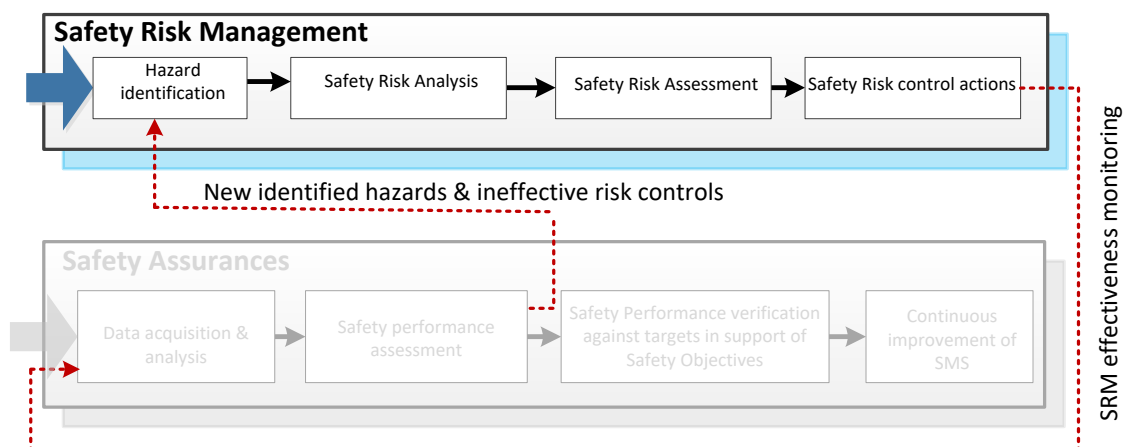 Safety Risk Management
Hazard
identification
Safety Risk Analysis
Safety Risk Assessment
Safety Risk control actions
SRM effectiveness monitoring
New identified hazards & ineffective risk controls
Safety Assurances
Data acquisition &
analysis
Safety performance
assessment
Safety Performance verification
against targets in support of
Safety Objectives
Continuous
improvement of
SMS